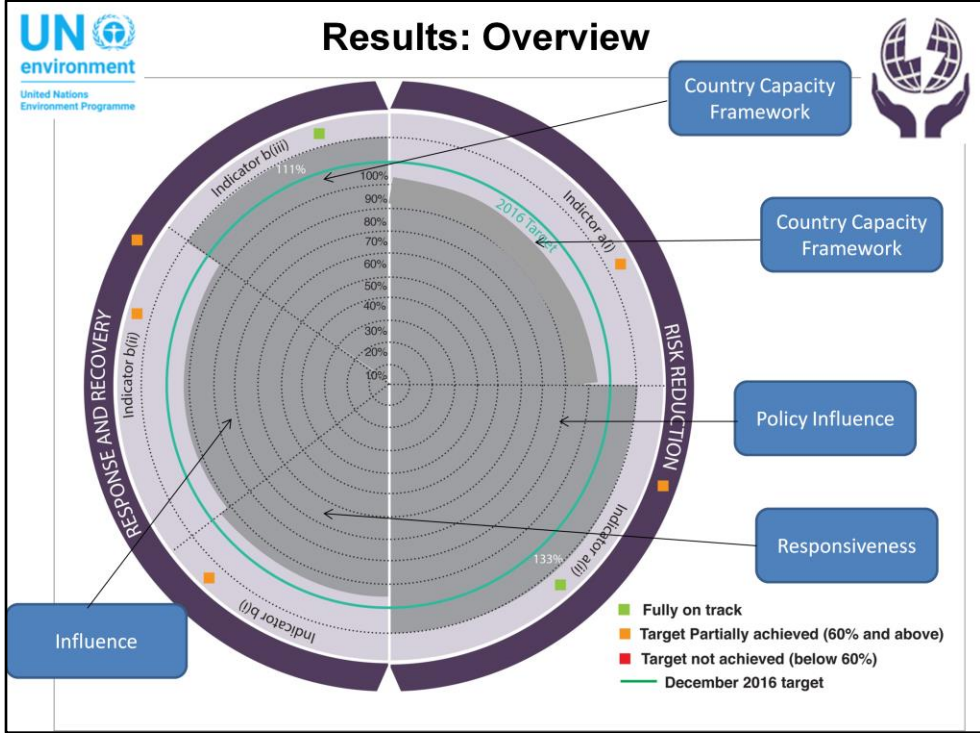 UN
environment
United Nations
Environment Programme
Results: Overview
Country Capacity
Framework
Country Capacity
Framework
Policy Influence
Responsiveness
Influence
RESPONSE AND RECOVERY
RISK REDUCTION
Indicator b(iii)
111%
Indictor a(i)
2016 Target
Indicator b(ii)
Indicator b(i)
133%
Indicator a(ii)
100%
90%
80%
70%
60%
50%
40%
30%
20%
10%
Fully on track
Target Partially achieved (60% and above)
Target not achieved (below 60%)
December 2016 target